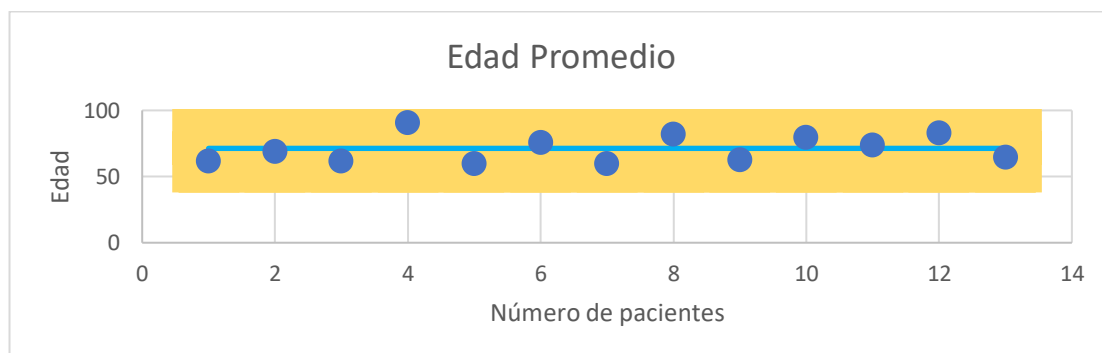 Edad Promedio
100
50
0
Edad
0 2 4 6 8 10 12 14
Número de pacientes